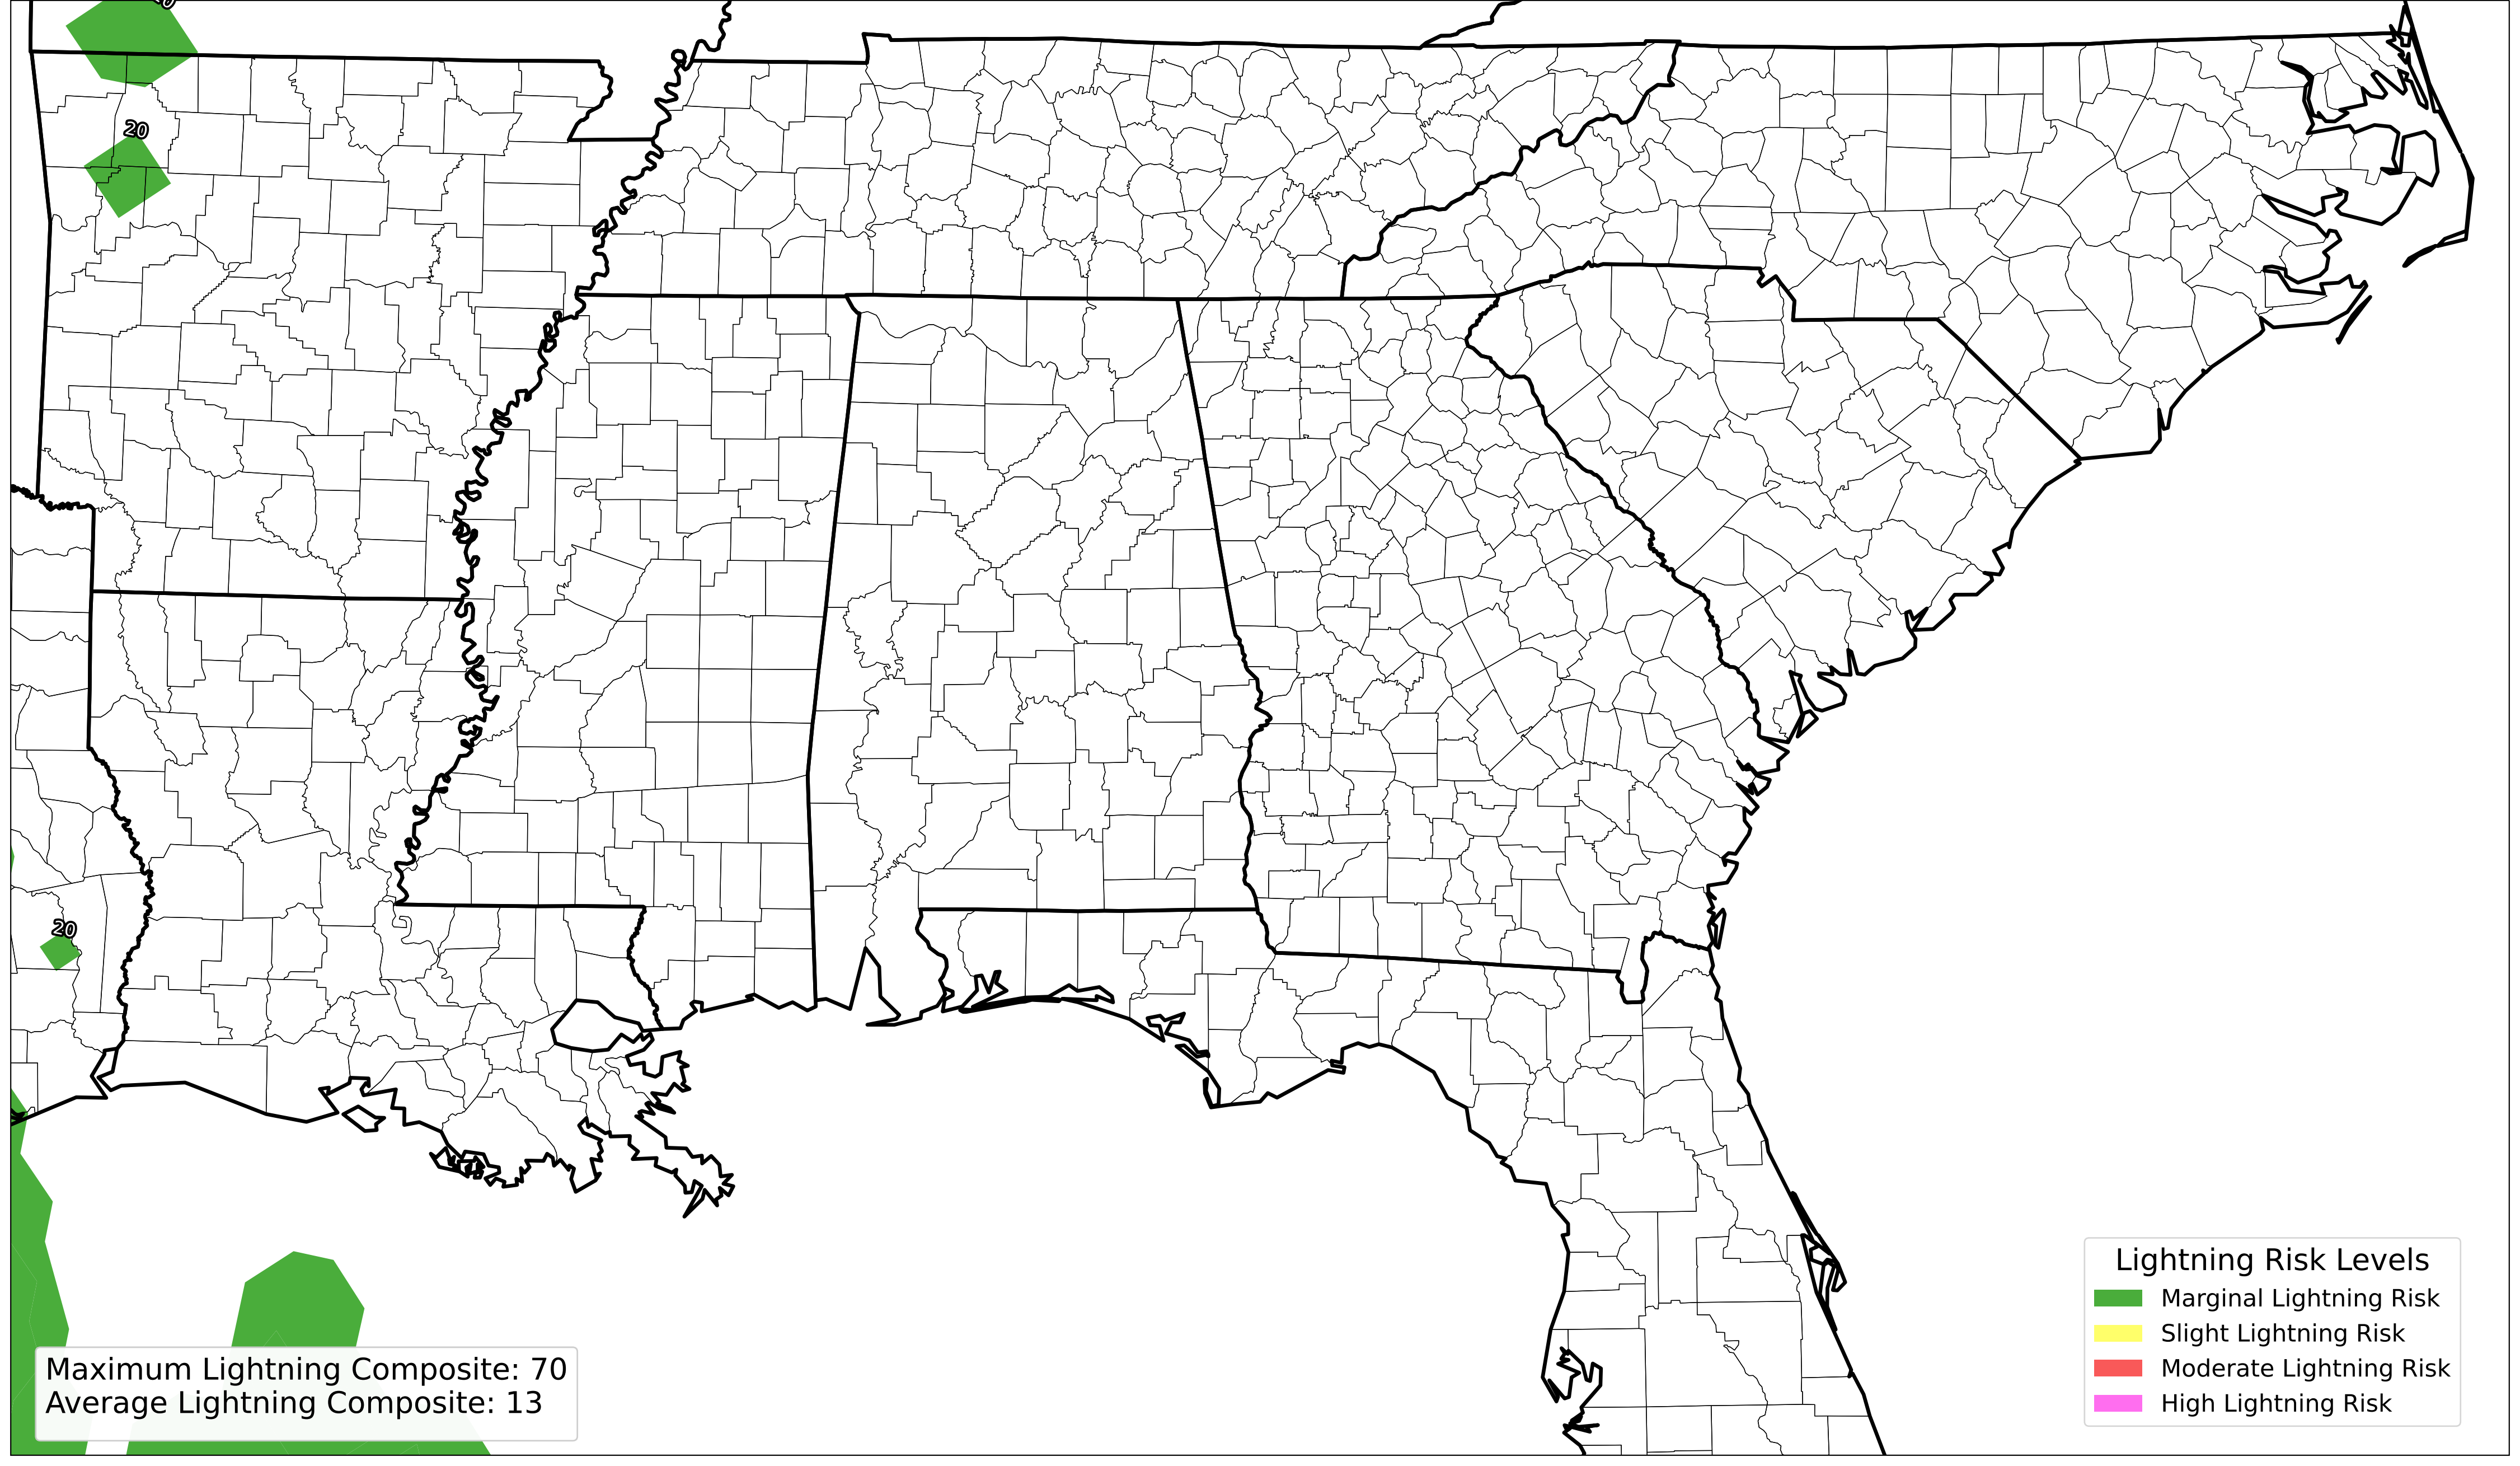 20
20
Maximum Lightning Composite: 70
Average Lightning Composite: 13
Lightning Risk Levels
Marginal Lightning Risk
Slight Lightning Risk
Moderate Lightning Risk
High Lightning Risk